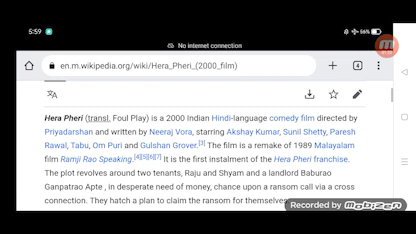 5:59
56%
No internet connection
en.m.wikipedia.org/wiki/Hera_Pheri_(2000_film)
4
Hera Pheri (transl. Foul Play) is a 2000 Indian Hindi-language comedy film directed by
Priyadarshan and written by Neeraj Vora, starring Akshay Kumar, Sunil Shetty, Paresh
Rawal, Tabu, Om Puri and Gulshan Grover.[3] The film is a remake of 1989 Malayalam
film Ramji Rao Speaking.[4][5][6][7] It is the first instalment of the Hera Pheri franchise.
The plot revolves around two tenants, Raju and Shyam and a landlord Baburao
Ganpatrao Apte , in desperate need of money, chance upon a ransom call via a cross
connection. They hatch a plan to claim the ransom for themselves
Recorded by mobizen